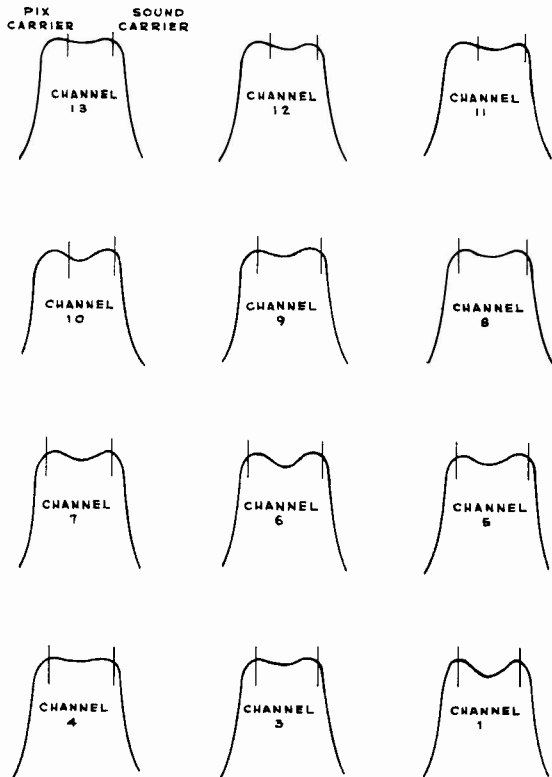 PIX CARRIER
SOUND CARRIER
CHANNEL
13
CHANNEL
12
CHANNEL
11
CHANNEL
10
CHANNEL
9
CHANNEL
8
CHANNEL
7
CHANNEL
6
CHANNEL
5
CHANNEL
4
CHANNEL
3
CHANNEL
1